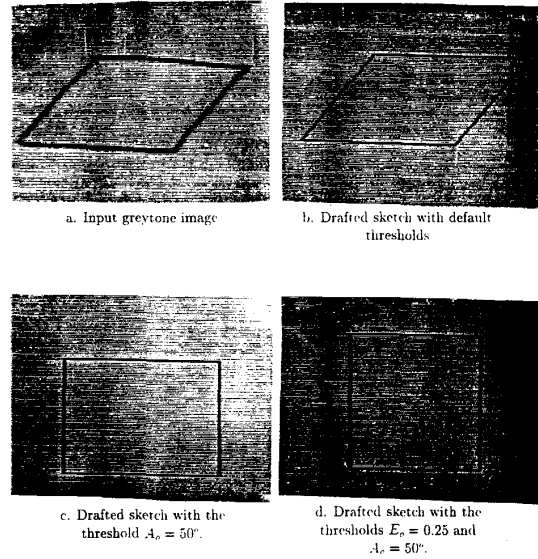 a. Input greytone image
b. Drafted sketch with default
thresholds
c. Drafted sketch with the
threshold A_c = 50°.
d. Drafted sketch with the
thresholds E_c = 0.25 and
A_c = 50°.